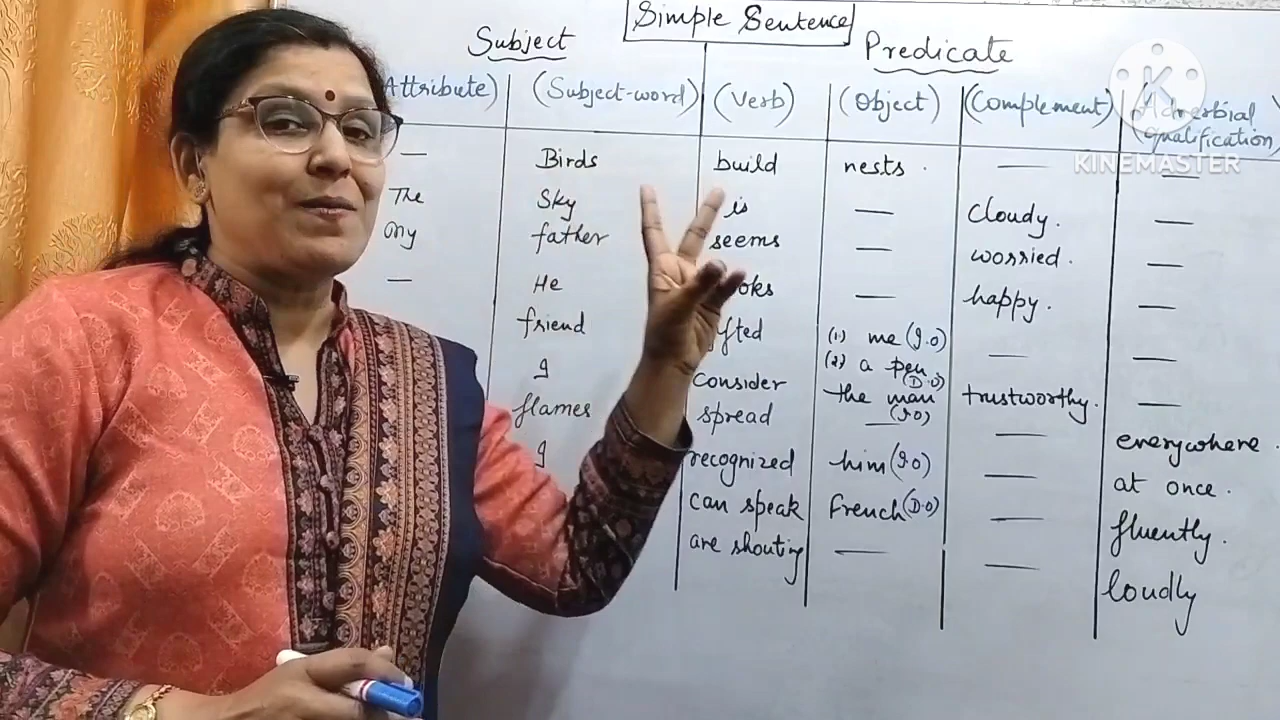 Simple Sentence
Subject Predicate
Attribute) (Subject-word) (Verb) (Object) (Complement) (Adverbial qualification)
— Birds build nests. — —
The Sky is — cloudy. —
My father seems — worried. —
— He — happy. —
friend (1) me (I.O) — —
(2) a pen (D.O)
I consider the man (I.O) trustworthy. —
flames spread — — everywhere.
I recognized him (I.O) — at once.
can speak French (D.O) — fluently.
are shouting — — loudly
K
KINEMASTER